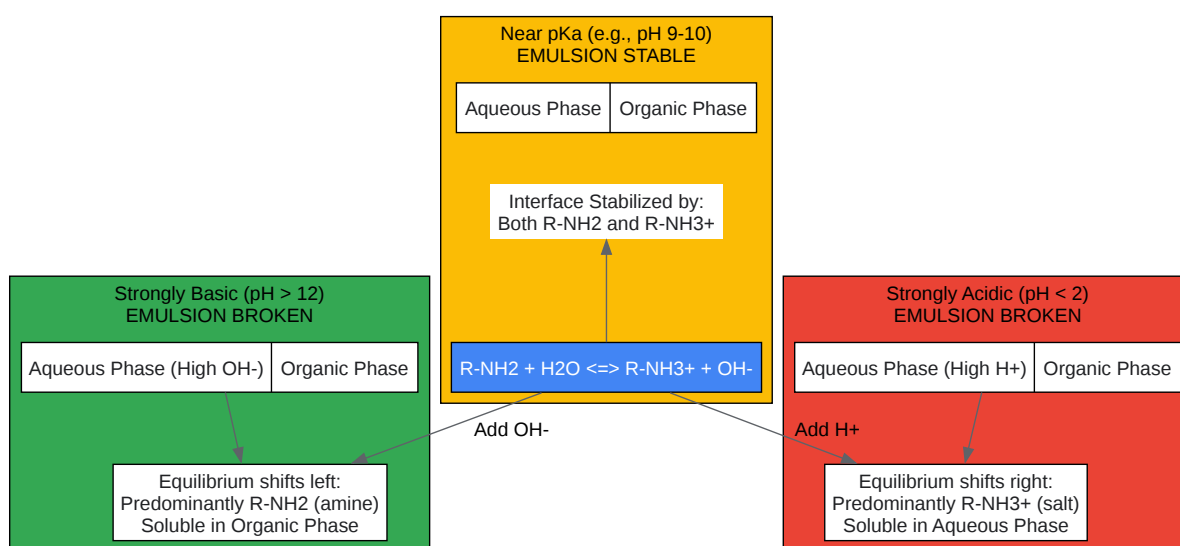 Near pKa (e.g., pH 9-10)
EMULSION STABLE
Aqueous Phase
Organic Phase
Interface Stabilized by:
Both R-NH2 and R-NH3+
R-NH2 + H2O <=> R-NH3+ + OH-
Strongly Basic (pH > 12)
EMULSION BROKEN
Aqueous Phase (High OH-)
Organic Phase
Add OH-
Equilibrium shifts left:
Predominantly R-NH2 (amine)
Soluble in Organic Phase
Strongly Acidic (pH < 2)
EMULSION BROKEN
Aqueous Phase (High H+)
Organic Phase
Add H+
Equilibrium shifts right:
Predominantly R-NH3+ (salt)
Soluble in Aqueous Phase